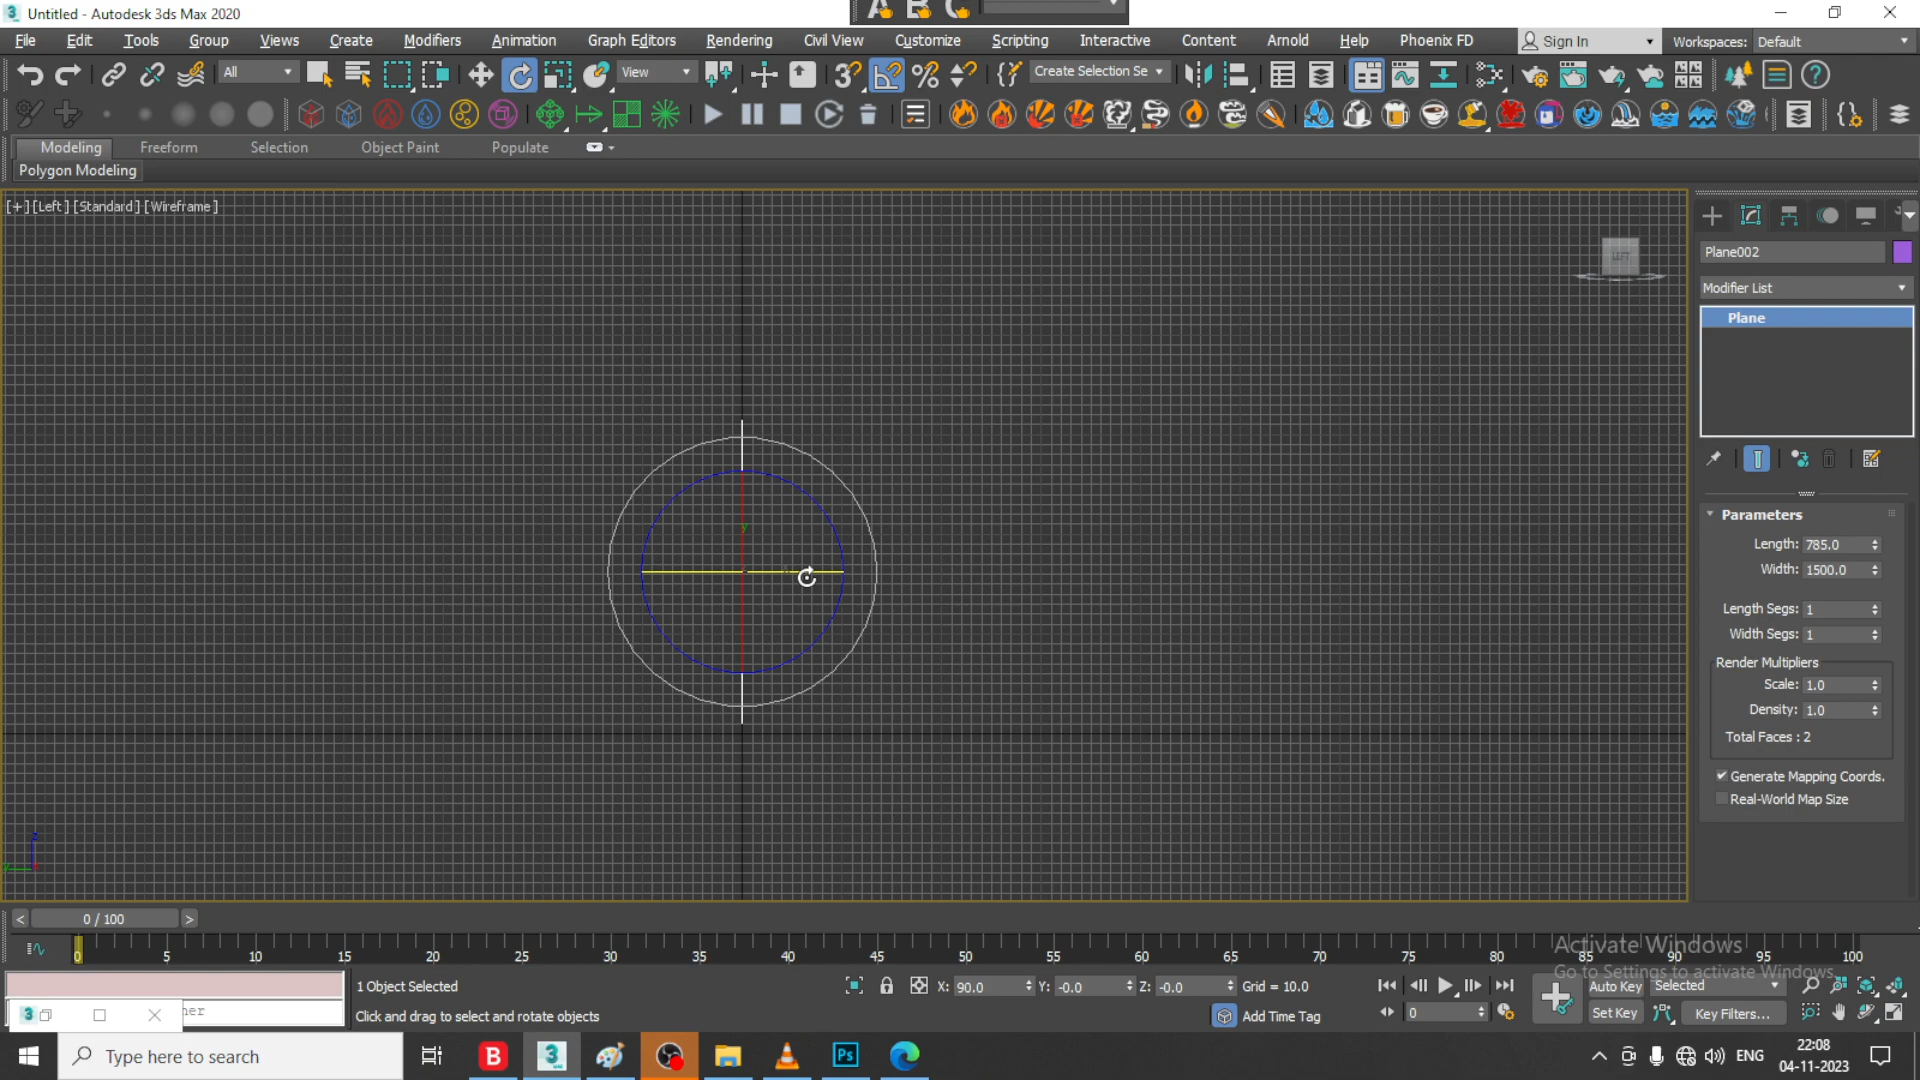 Untitled - Autodesk 3ds Max 2020
File Edit Tools Group Views Create Modifiers Animation Graph Editors Rendering Civil View Customize Scripting Interactive Content Arnold Help Phoenix FD Sign In Workspaces: Default
All View Create Selection Se
Modeling Freeform Selection Object Paint Populate
Polygon Modeling
[+] [Left] [Standard] [Wireframe]
LEFT
y
z
y
Plane002
Modifier List
Plane
Parameters
Length: 785.0
Width: 1500.0
Length Segs: 1
Width Segs: 1
Render Multipliers
Scale: 1.0
Density: 1.0
Total Faces : 2
Generate Mapping Coords.
Real-World Map Size
< 0 / 100 >
0 5 10 15 20 25 30 35 40 45 50 55 60 65 70 75 80 85 90 95 100
Activate Windows
Go to Settings to activate Windows.
1 Object Selected X: 90.0 Y: -0.0 Z: -0.0 Grid = 10.0 Auto Key Selected
Click and drag to select and rotate objects Add Time Tag 0 Set Key Key Filters...
Type here to search
B 3 Ps
ENG
22:08
04-11-2023